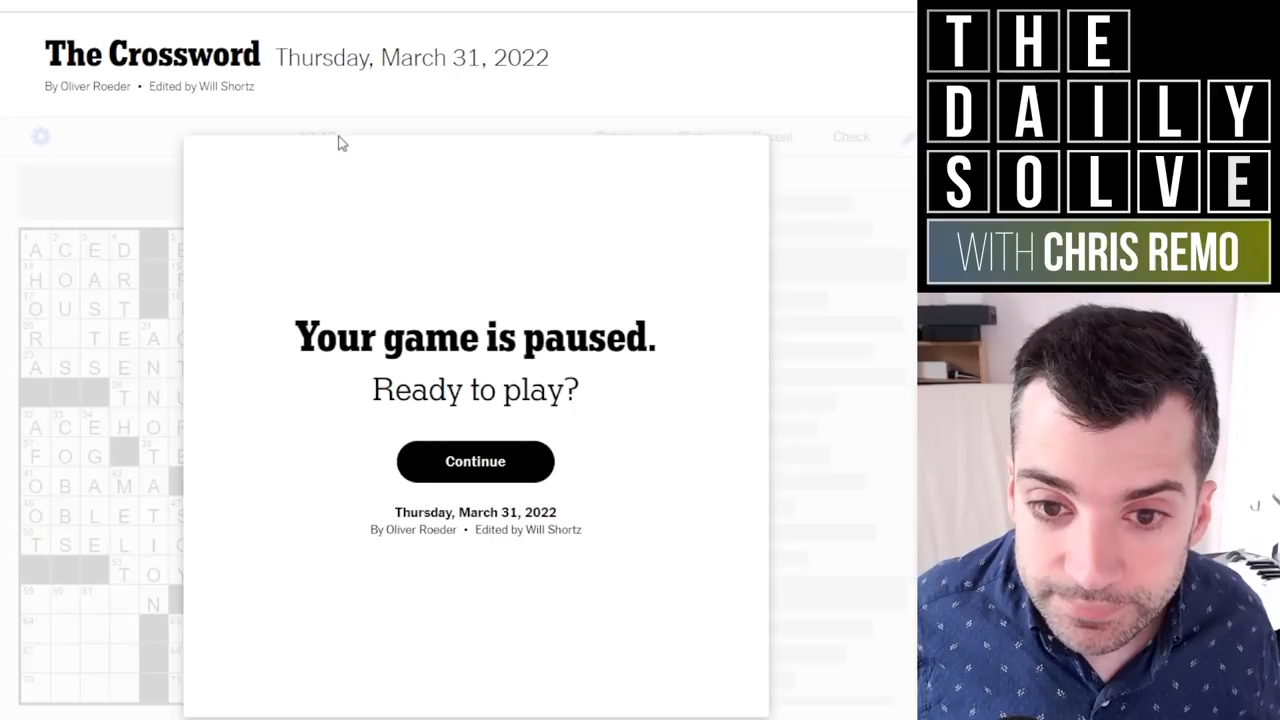 The Crossword Thursday, March 31, 2022
By Oliver Roeder • Edited by Will Shortz
Check
Your game is paused.
Ready to play?
Continue
Thursday, March 31, 2022
By Oliver Roeder • Edited by Will Shortz
A C E D
H O A R
O U S T
R T E A
A S S E N
T N U
A C E H O
F O G T E
O B A M A
O B L E T S
T S E L I
T O Y
N
THE
DAILY
SOLVE
WITH CHRIS REMO